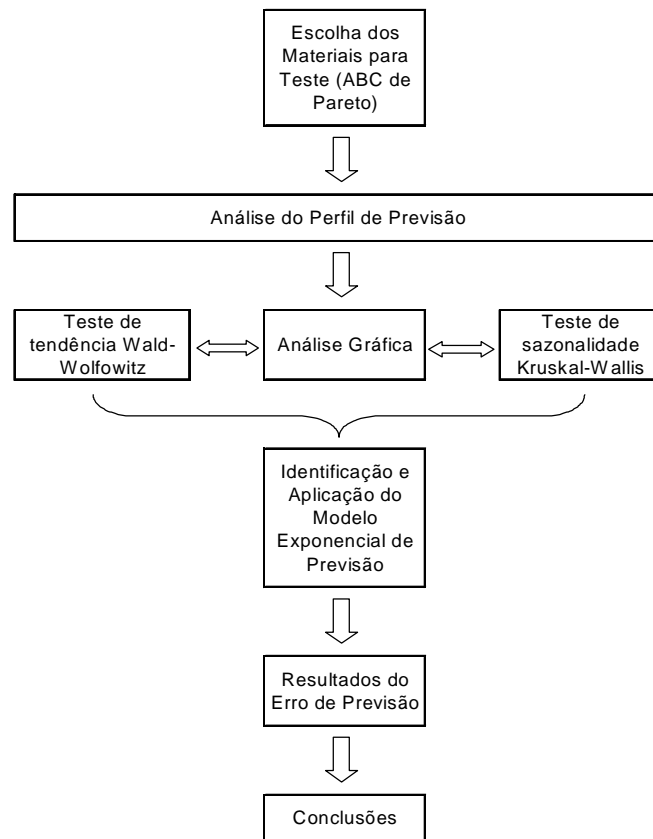 Escolha dos
Materiais para
Teste (ABC de
Pareto)
Análise do Perfil de Previsão
Teste de
tendência Wald-
Wolfowitz
Análise Gráfica
Teste de
sazonalidade
Kruskal-Wallis
Identificação e
Aplicação do
Modelo
Exponencial de
Previsão
Resultados do
Erro de Previsão
Conclusões